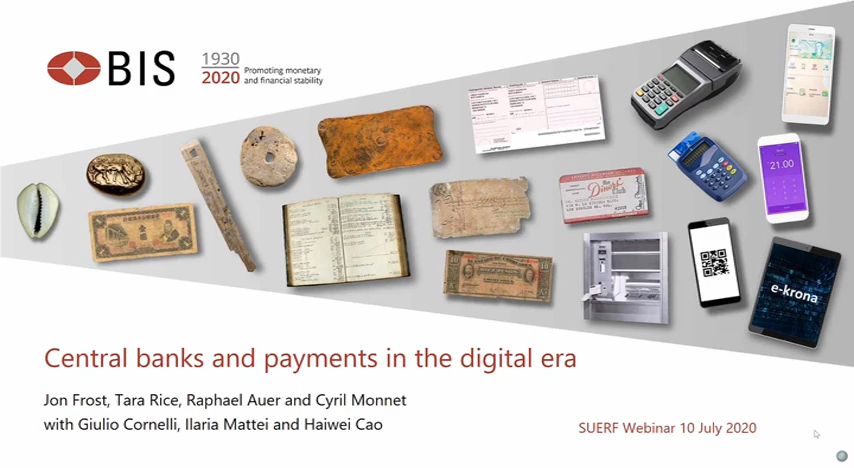 BIS
1930
2020 Promoting monetary
and financial stability
Diners
21.00
e-krona
Central banks and payments in the digital era
Jon Frost, Tara Rice, Raphael Auer and Cyril Monnet
with Giulio Cornelli, Ilaria Mattei and Haiwei Cao
SUERF Webinar 10 July 2020